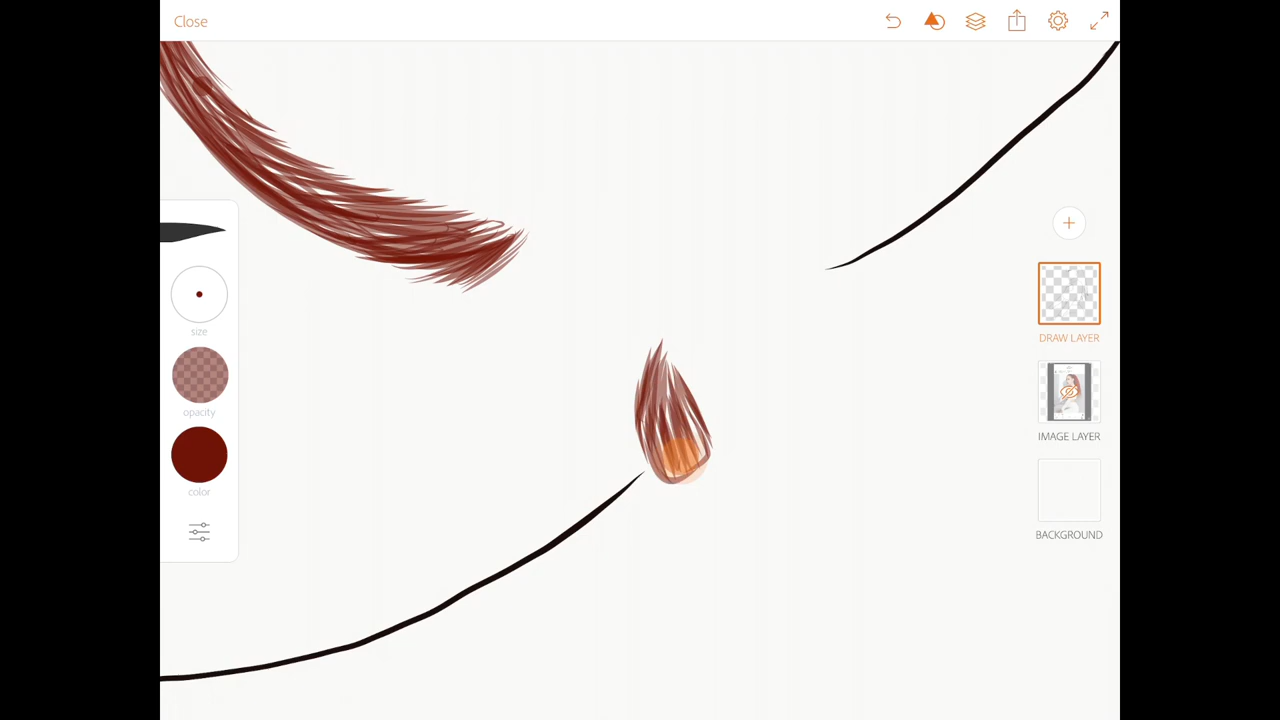 Close
size
opacity
color
DRAW LAYER
IMAGE LAYER
BACKGROUND